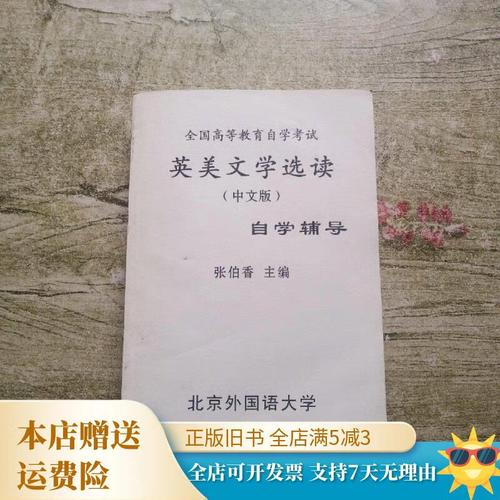 全国高等教育自学考试
英美文学选读
（中文版）
自学辅导
张伯香 主编
北京外国语大学
本店赠送
运费险
正版旧书 全店满5减3
全店可开发票 支持7天无理由